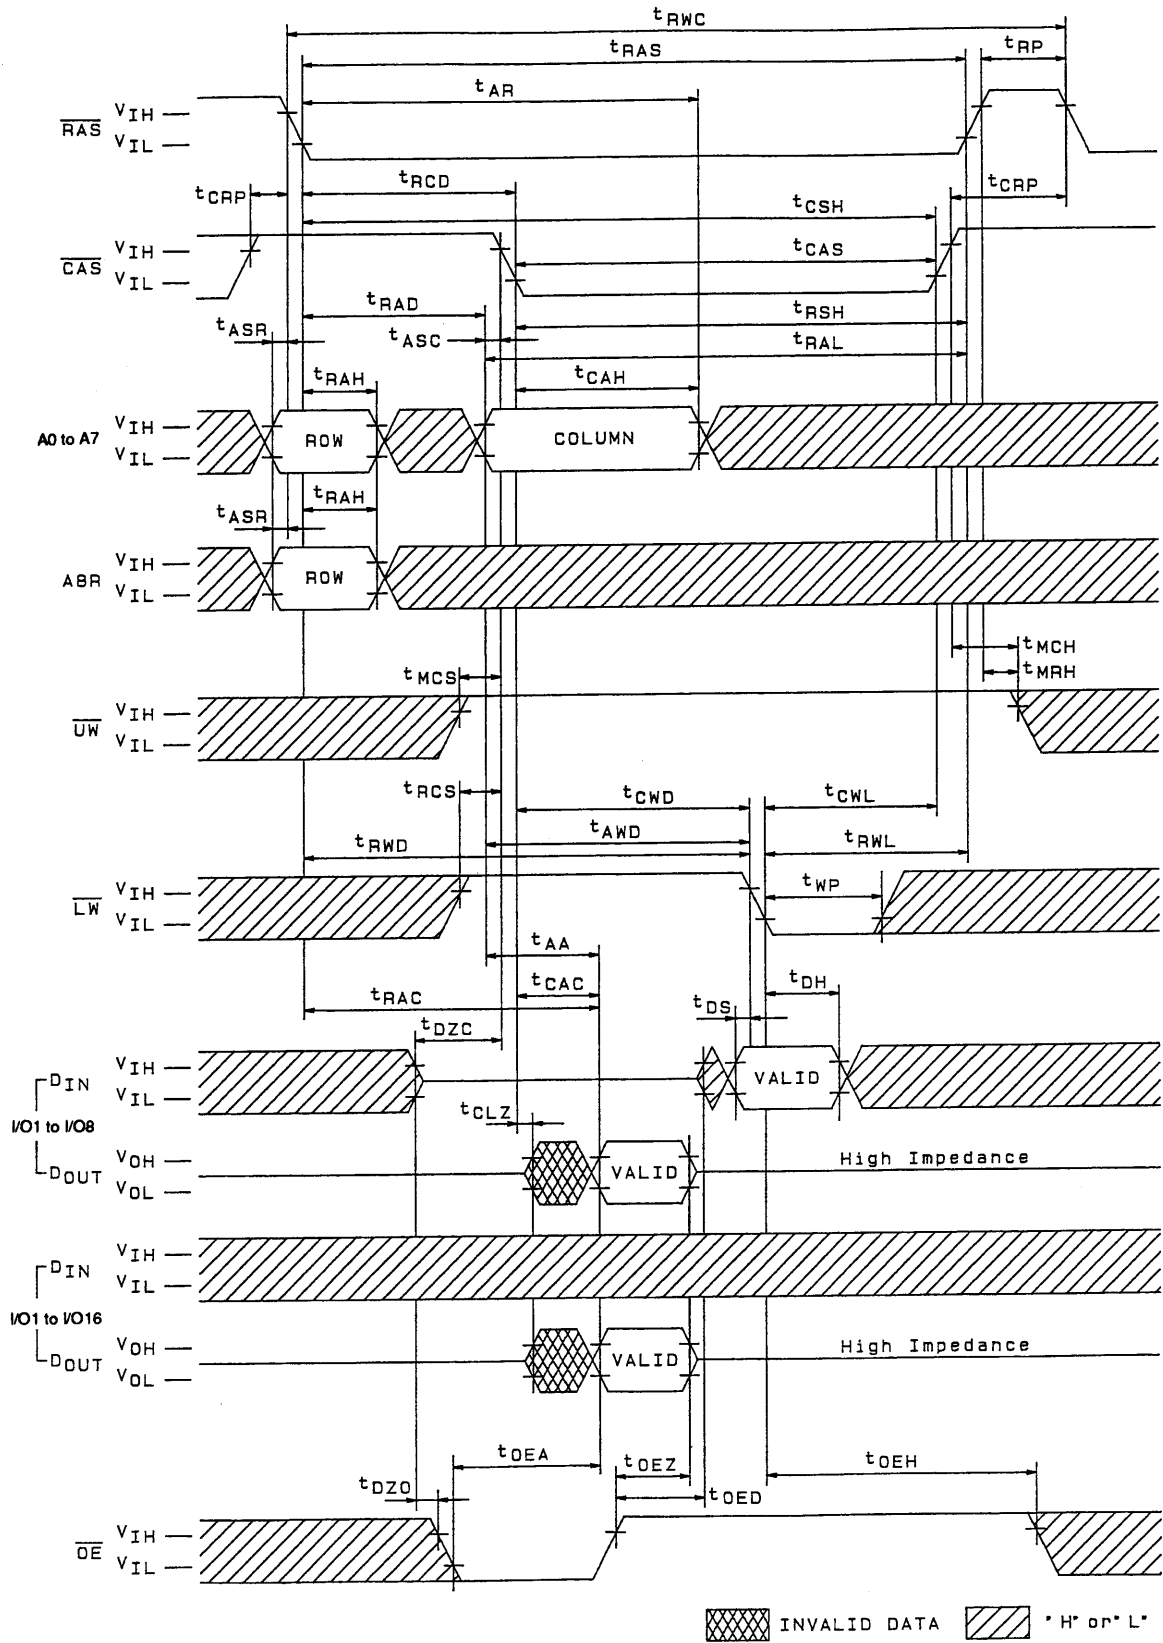 tRWC
tRAS
tRP
tAR
RAS
VIH
VIL
tCRP
tRCD
tCRP
tCSH
CAS
VIH
VIL
tCAS
tRAD
tRSH
tASR
tASC
tRAL
tRAH
tCAH
A0 to A7
VIH
VIL
ROW
COLUMN
tRAH
tASR
A8R
VIH
VIL
ROW
tMCH
tMCS
tMRH
UW
VIH
VIL
tRCS
tCWD
tCWL
tAWD
tRWD
tRWL
LW
VIH
VIL
tWP
tAA
tCAC
tDH
tRAC
tDS
tDZC
DIN
VIH
VIL
VALID
I/O1 to I/O8
tCLZ
DOUT
VOH
VOL
VALID
High Impedance
DIN
VIH
VIL
I/O1 to I/O16
DOUT
VOH
VOL
VALID
High Impedance
tOEA
tOEZ
tOEH
tDZO
tOED
OE
VIH
VIL
INVALID DATA
"H" or "L"